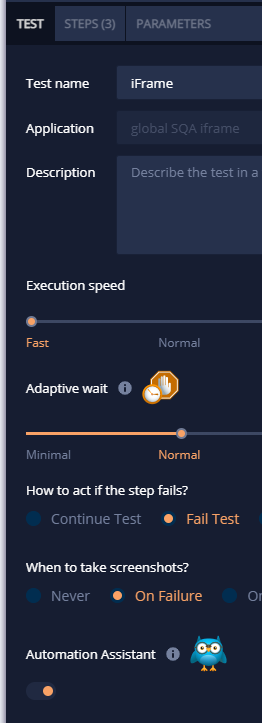 TEST STEPS (3) PARAMETERS
Test name iFrame
Application global SQA iframe
Description Describe the test in a
Execution speed
Fast Normal
Adaptive wait i
Minimal Normal
How to act if the step fails?
Continue Test Fail Test
When to take screenshots?
Never On Failure On
Automation Assistant i